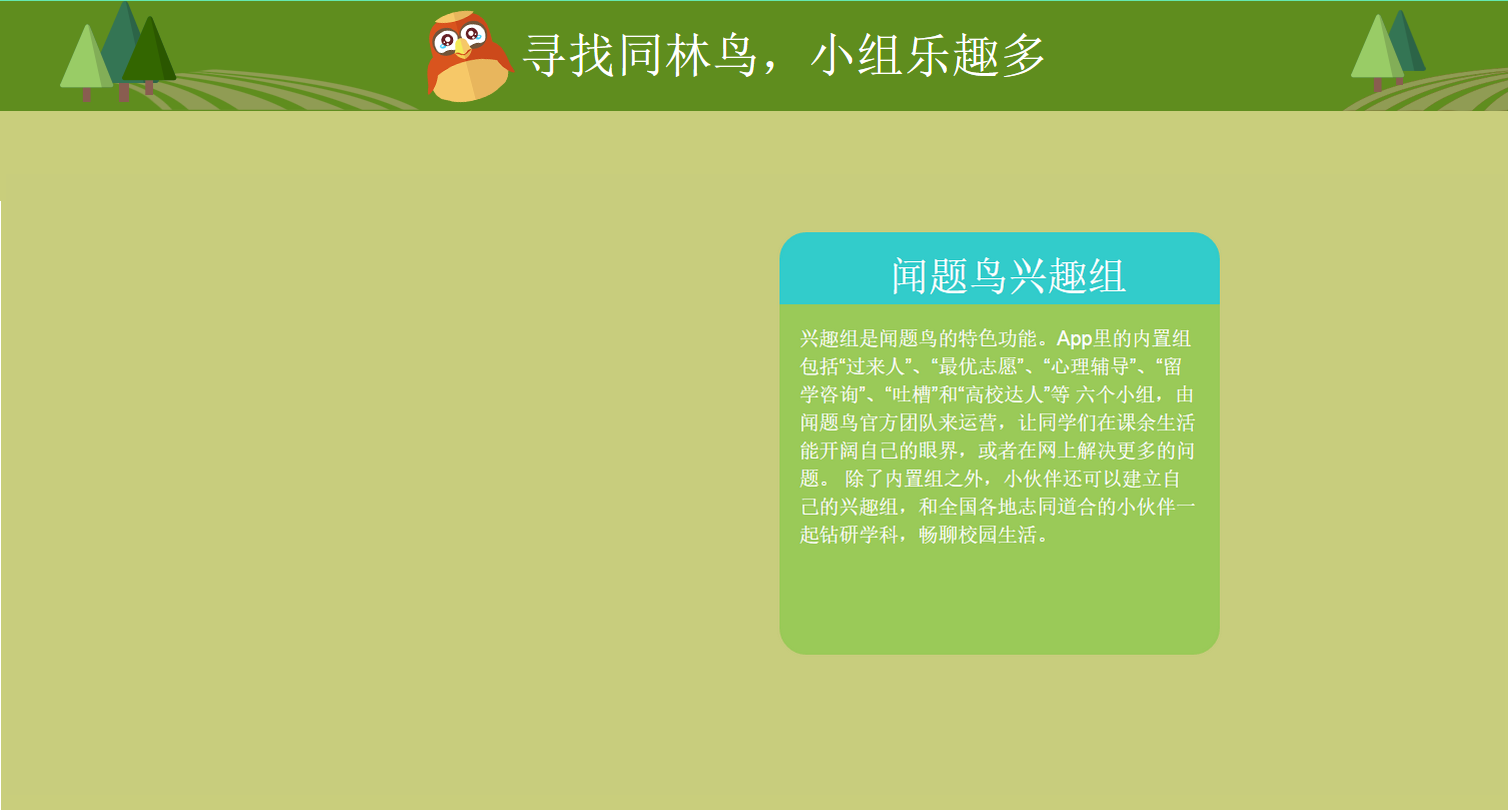 寻找同林鸟，小组乐趣多
闻题鸟兴趣组
兴趣组是闻题鸟的特色功能。App里的内置组
包括“过来人”、“最优志愿”、“心理辅导”、“留
学咨询”、“吐槽”和“高校达人”等 六个小组，由
闻题鸟官方团队来运营，让同学们在课余生活
能开阔自己的眼界，或者在网上解决更多的问
题。 除了内置组之外，小伙伴还可以建立自
己的兴趣组，和全国各地志同道合的小伙伴一
起钻研学科，畅聊校园生活。